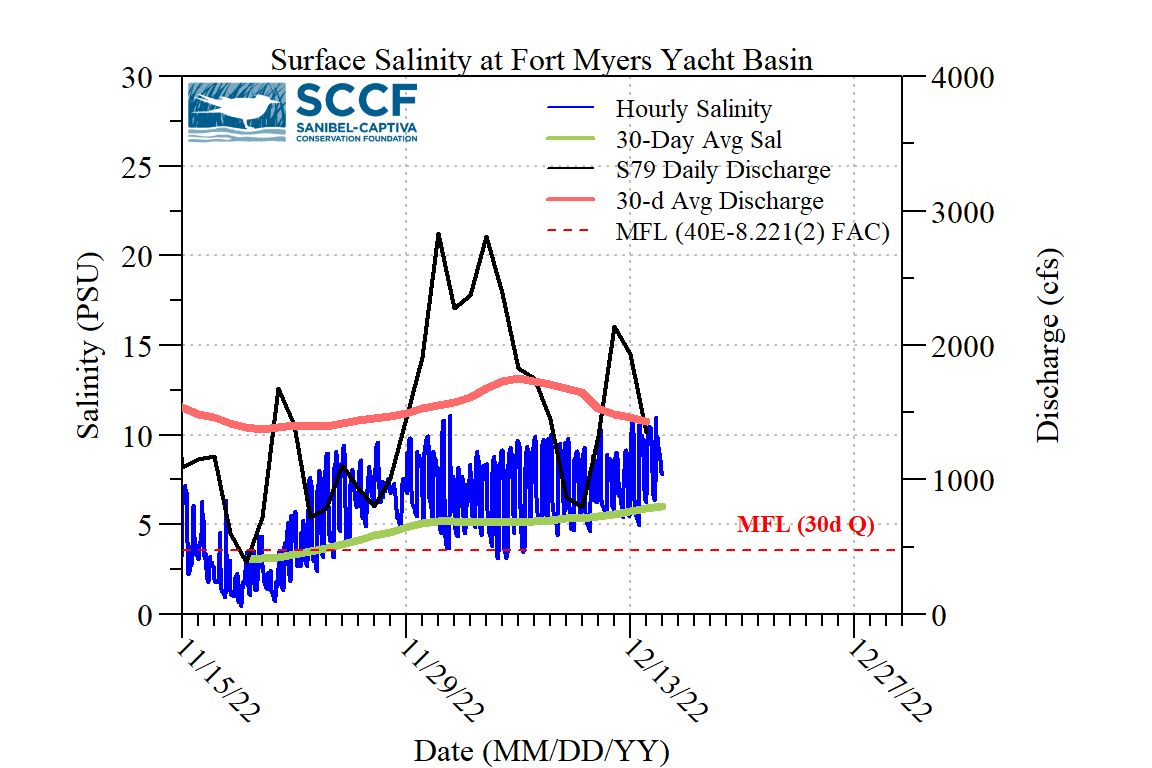 Surface Salinity at Fort Myers Yacht Basin
30
25
20
15
10
5
0
Salinity (PSU)
SCCF
SANIBEL-CAPTIVA
CONSERVATION FOUNDATION
Hourly Salinity
30-Day Avg Sal
S79 Daily Discharge
30-d Avg Discharge
MFL (40E-8.221(2) FAC)
MFL (30d Q)
4000
3000
2000
1000
0
Discharge (cfs)
11/15/22
11/29/22
12/13/22
12/27/22
Date (MM/DD/YY)